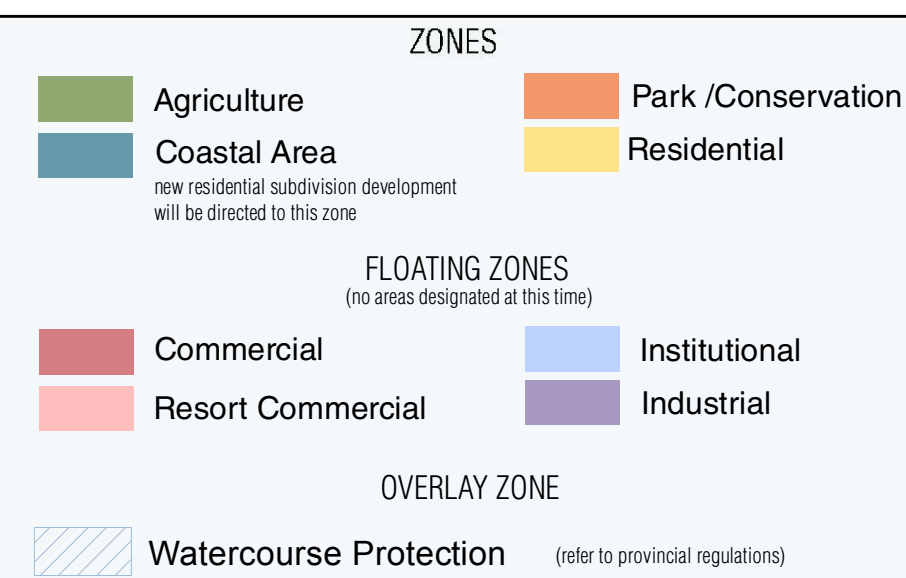 ZONES
Agriculture
Park /Conservation
Coastal Area
new residential subdivision development
will be directed to this zone
Residential
FLOATING ZONES
(no areas designated at this time)
Commercial
Institutional
Resort Commercial
Industrial
OVERLAY ZONE
Watercourse Protection (refer to provincial regulations)